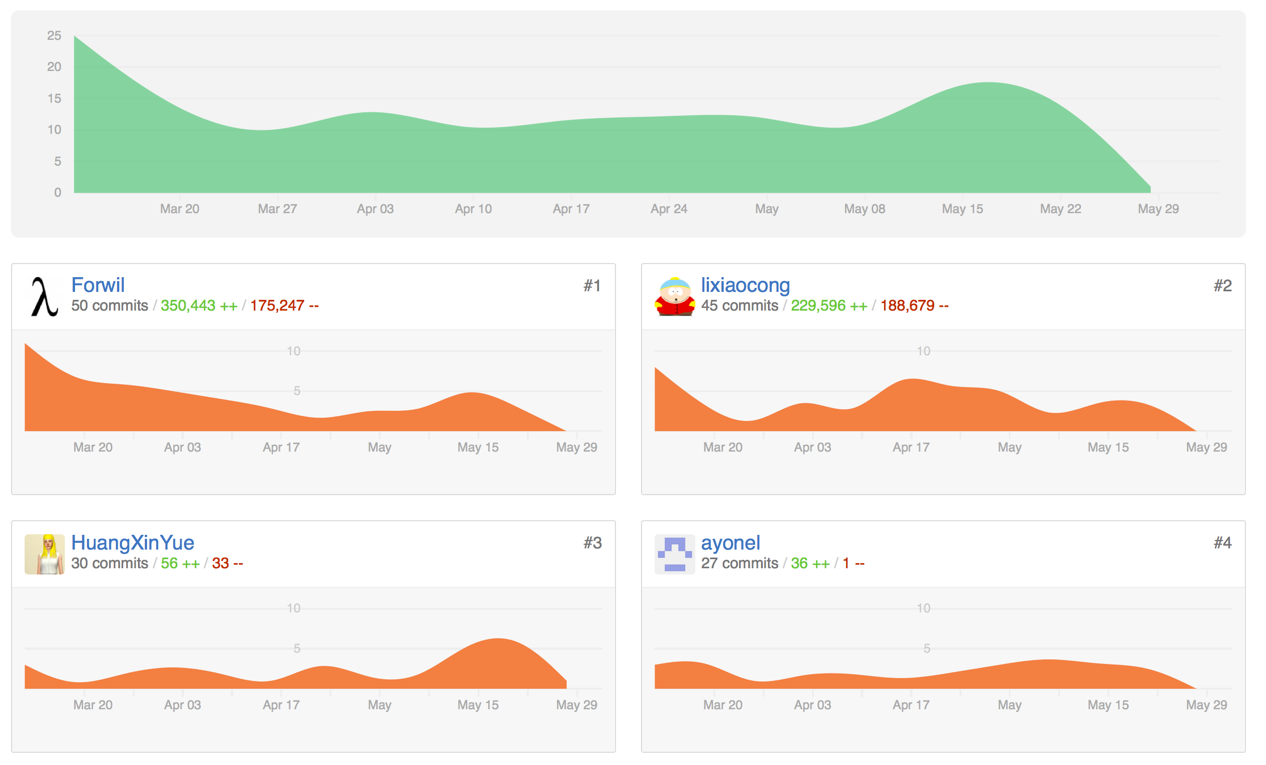 25
20
15
10
5
0
Mar 20 Mar 27 Apr 03 Apr 10 Apr 17 Apr 24 May May 08 May 15 May 22 May 29
λ
Forwil #1
50 commits / 350,443 ++ / 175,247 --
10
5
Mar 20 Apr 03 Apr 17 May May 15 May 29
lixiaocong #2
45 commits / 229,596 ++ / 188,679 --
10
5
Mar 20 Apr 03 Apr 17 May May 15 May 29
HuangXinYue #3
30 commits / 56 ++ / 33 --
10
5
Mar 20 Apr 03 Apr 17 May May 15 May 29
ayonel #4
27 commits / 36 ++ / 1 --
10
5
Mar 20 Apr 03 Apr 17 May May 15 May 29